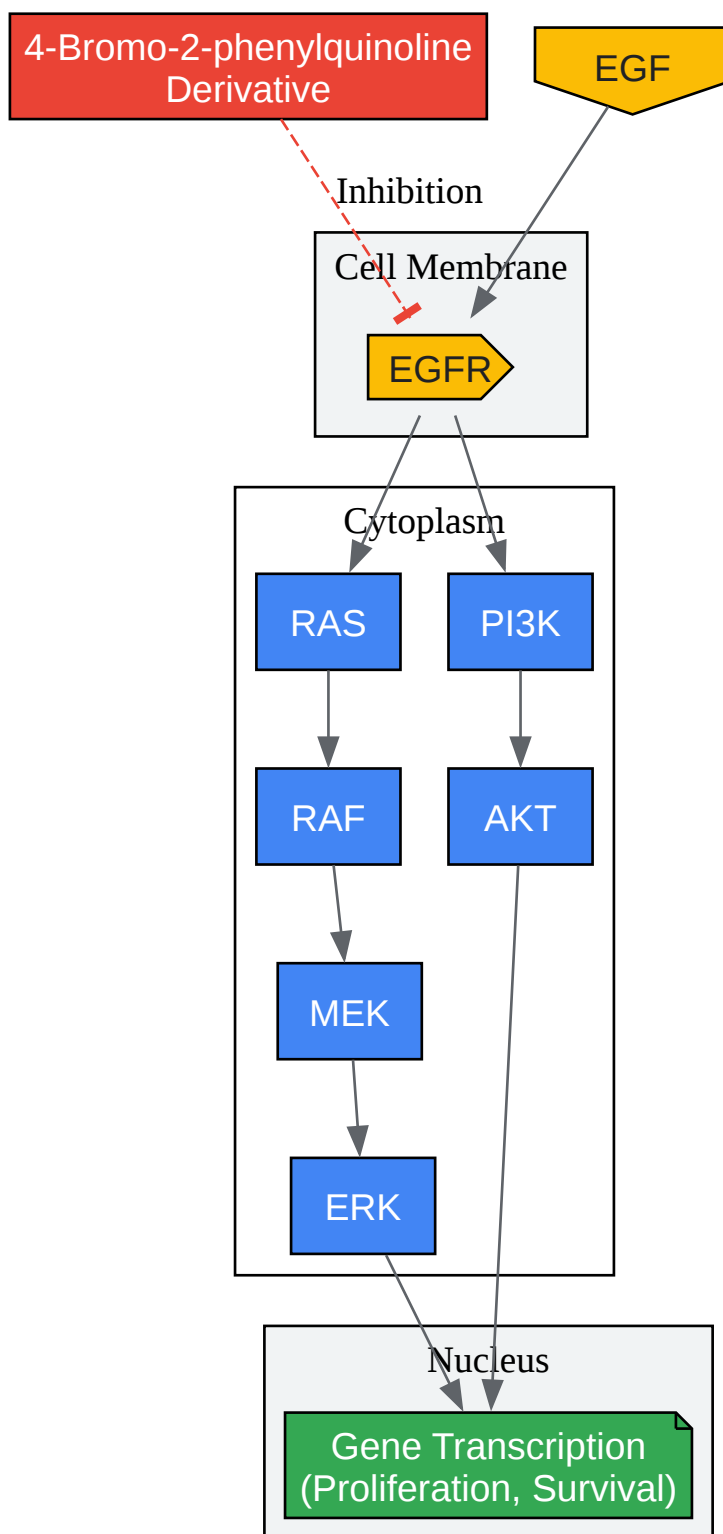 4-Bromo-2-phenylquinoline
Derivative
EGF
Inhibition
Cell Membrane
EGFR
Cytoplasm
RAS
PI3K
RAF
AKT
MEK
ERK
Nucleus
Gene Transcription
(Proliferation, Survival)